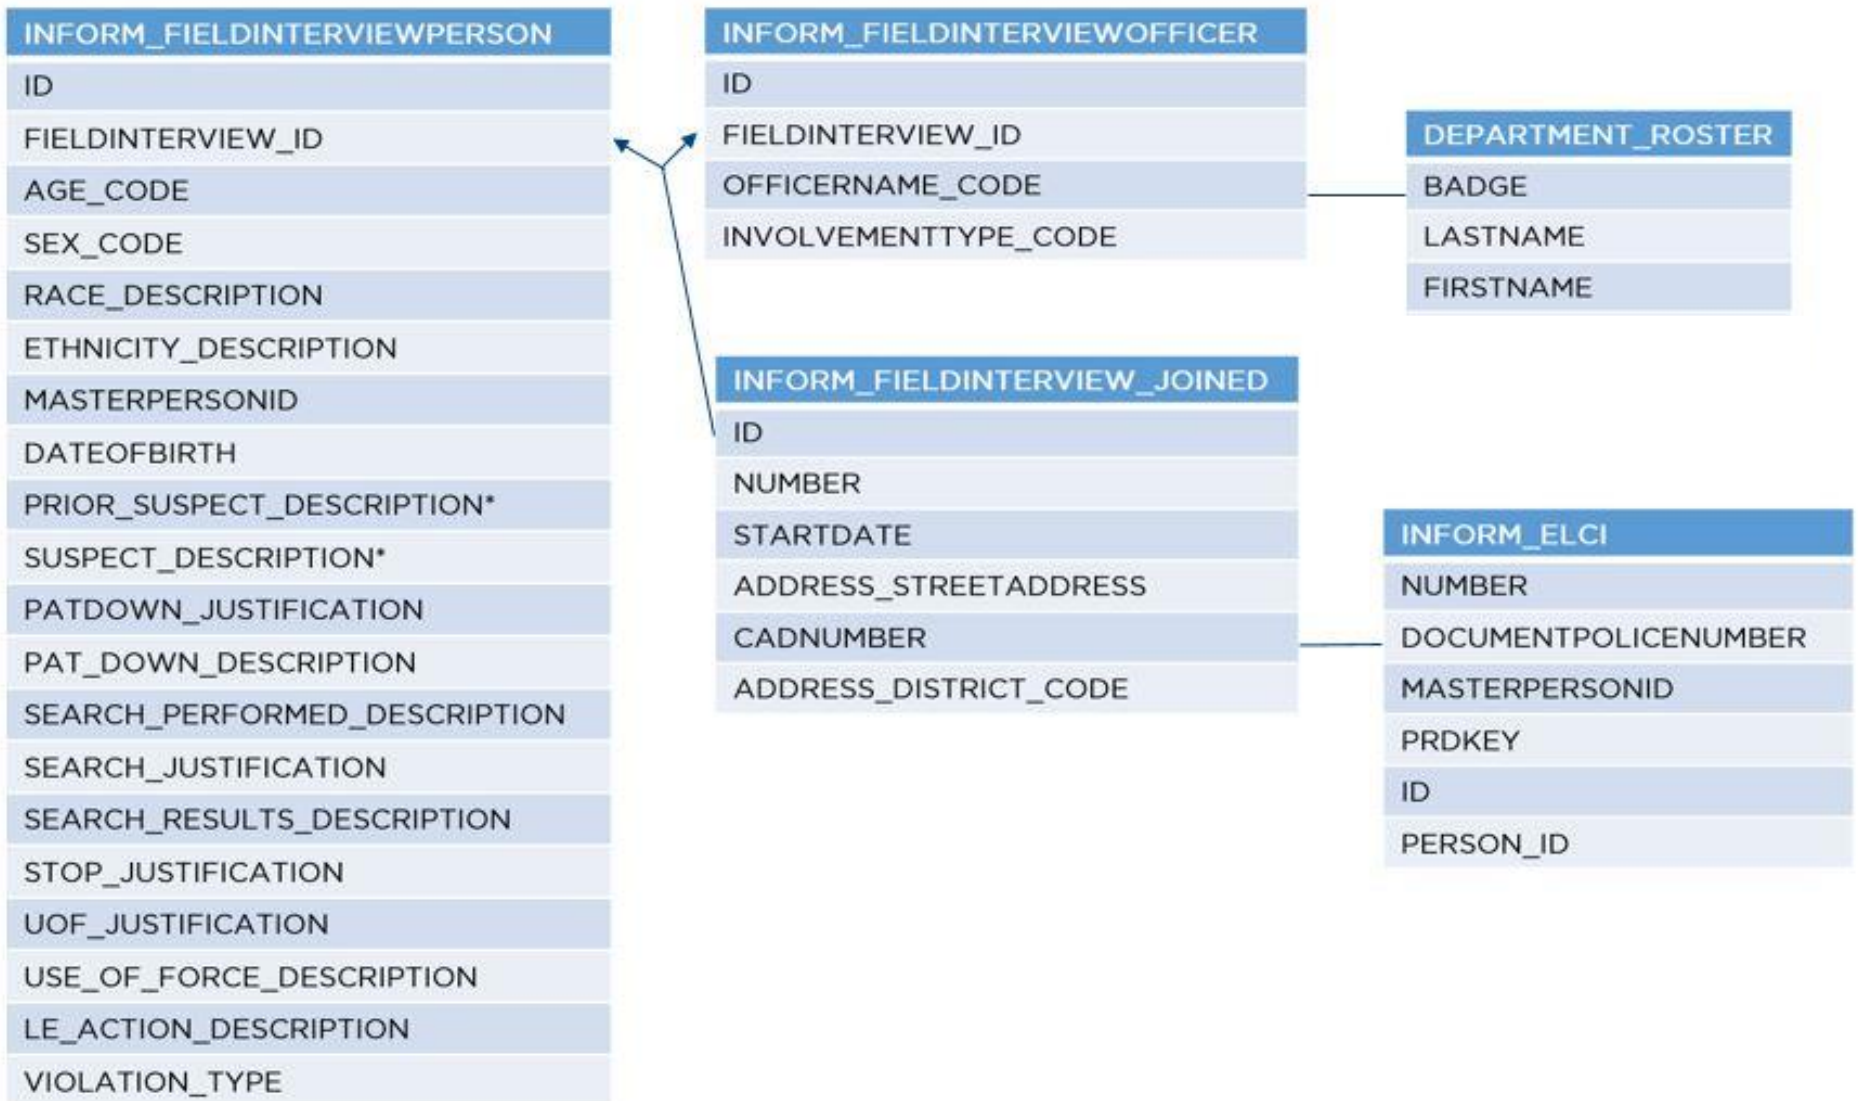 INFORM_FIELDINTERVIEWPERSON
ID
FIELDINTERVIEW_ID
AGE_CODE
SEX_CODE
RACE_DESCRIPTION
ETHNICITY_DESCRIPTION
MASTERPERSONID
DATEOFBIRTH
PRIOR_SUSPECT_DESCRIPTION*
SUSPECT_DESCRIPTION*
PATDOWN_JUSTIFICATION
PAT_DOWN_DESCRIPTION
SEARCH_PERFORMED_DESCRIPTION
SEARCH_JUSTIFICATION
SEARCH_RESULTS_DESCRIPTION
STOP_JUSTIFICATION
UOF_JUSTIFICATION
USE_OF_FORCE_DESCRIPTION
LE_ACTION_DESCRIPTION
VIOLATION_TYPE
INFORM_FIELDINTERVIEWOFFICER
ID
FIELDINTERVIEW_ID
OFFICERNAME_CODE
INVOLVEMENTTYPE_CODE
DEPARTMENT_ROSTER
BADGE
LASTNAME
FIRSTNAME
INFORM_FIELDINTERVIEW_JOINED
ID
NUMBER
STARTDATE
ADDRESS_STREETADDRESS
CADNUMBER
ADDRESS_DISTRICT_CODE
INFORM_ELCI
NUMBER
DOCUMENTPOLICENUMBER
MASTERPERSONID
PRDKEY
ID
PERSON_ID